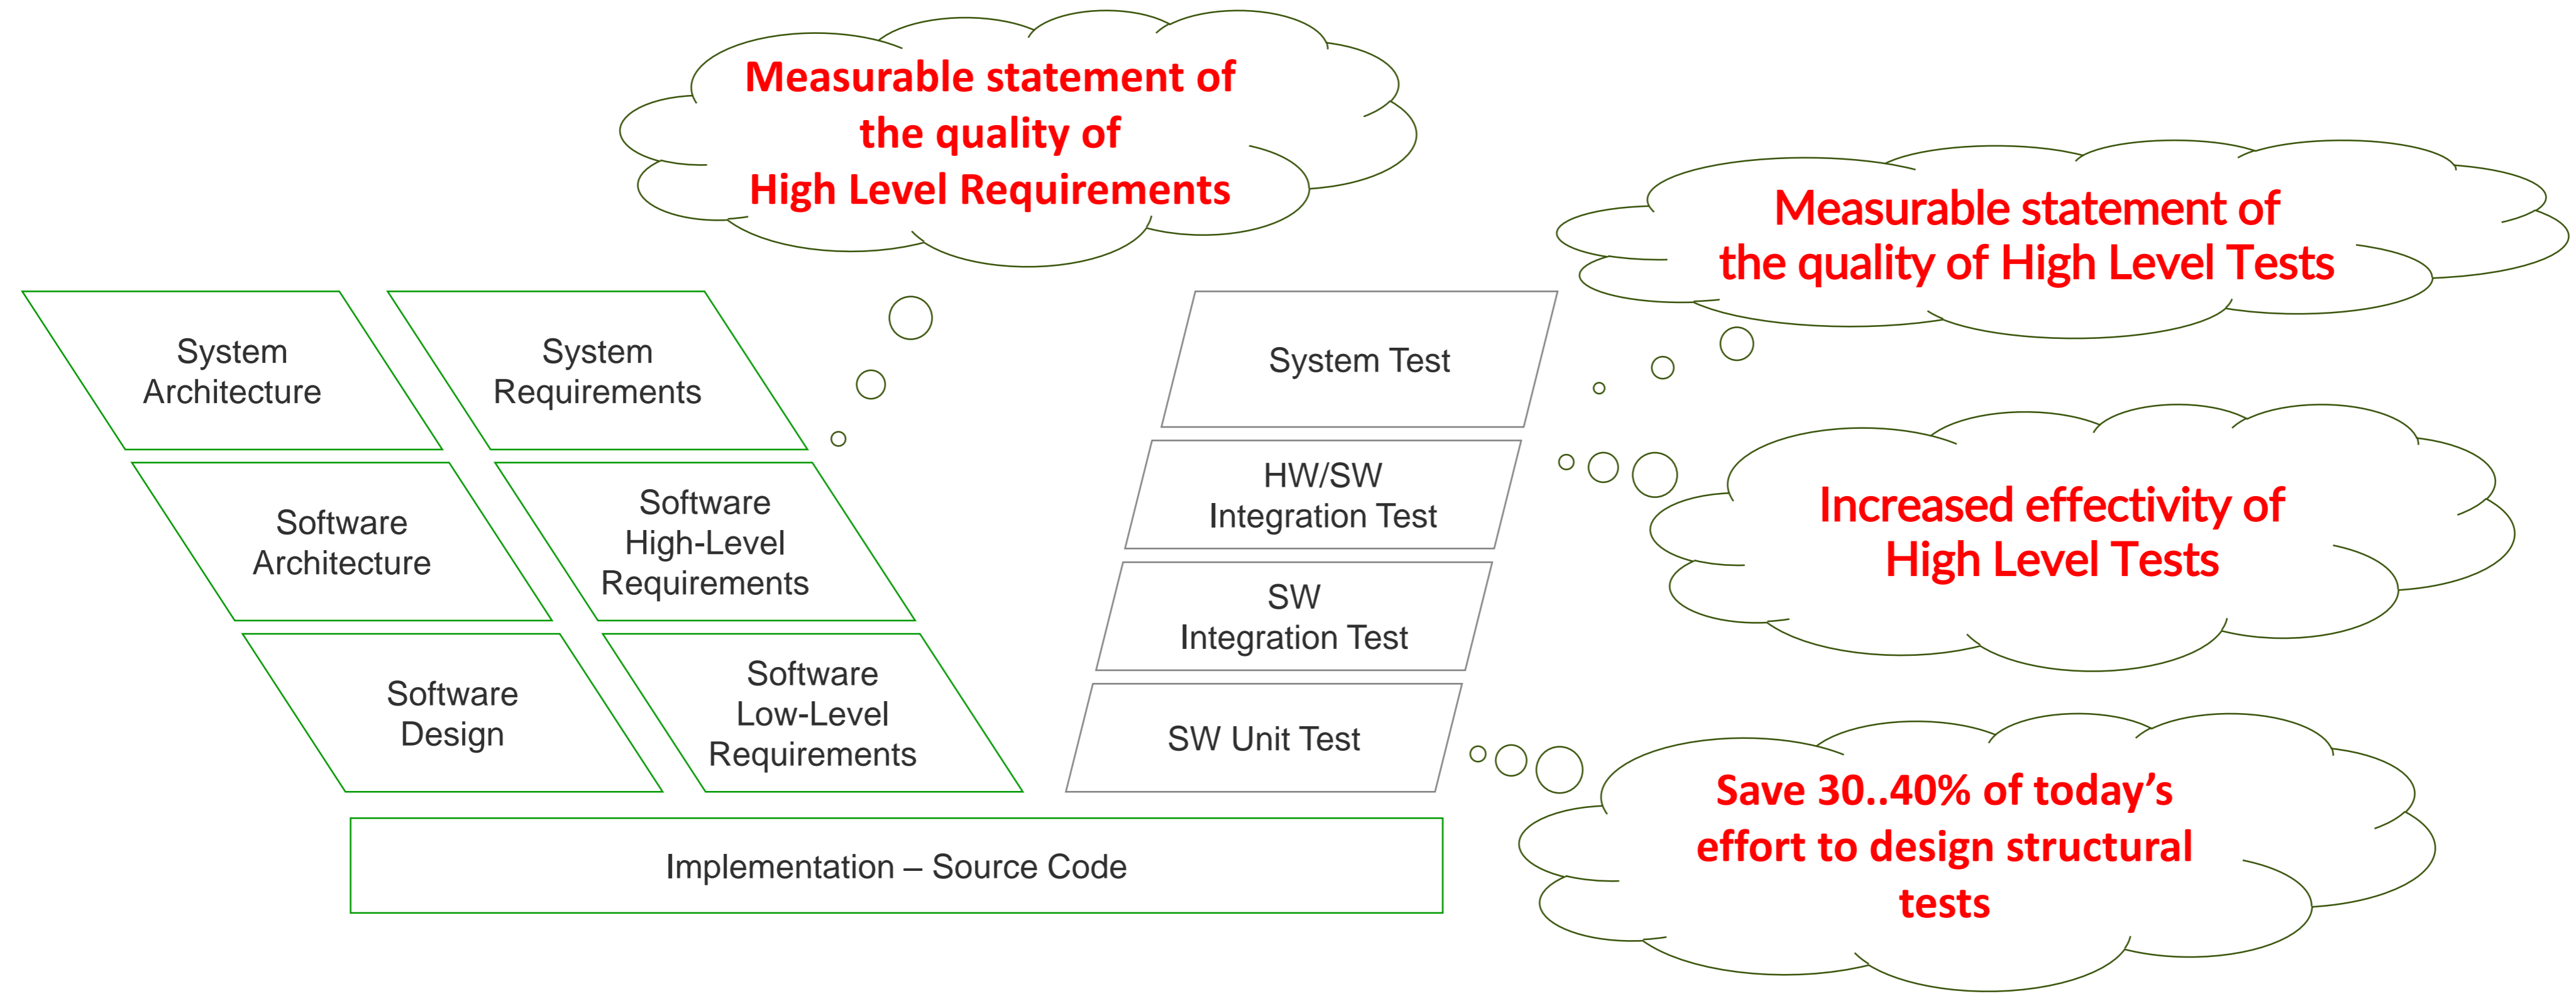 Measurable statement of
the quality of
High Level Requirements
Measurable statement of
the quality of High Level Tests
System
Architecture
System
Requirements
System Test
Software
Architecture
Software
High-Level
Requirements
HW/SW
Integration Test
Increased effectivity of
High Level Tests
SW
Integration Test
Software
Design
Software
Low-Level
Requirements
SW Unit Test
Save 30..40% of today’s
effort to design structural
tests
Implementation – Source Code